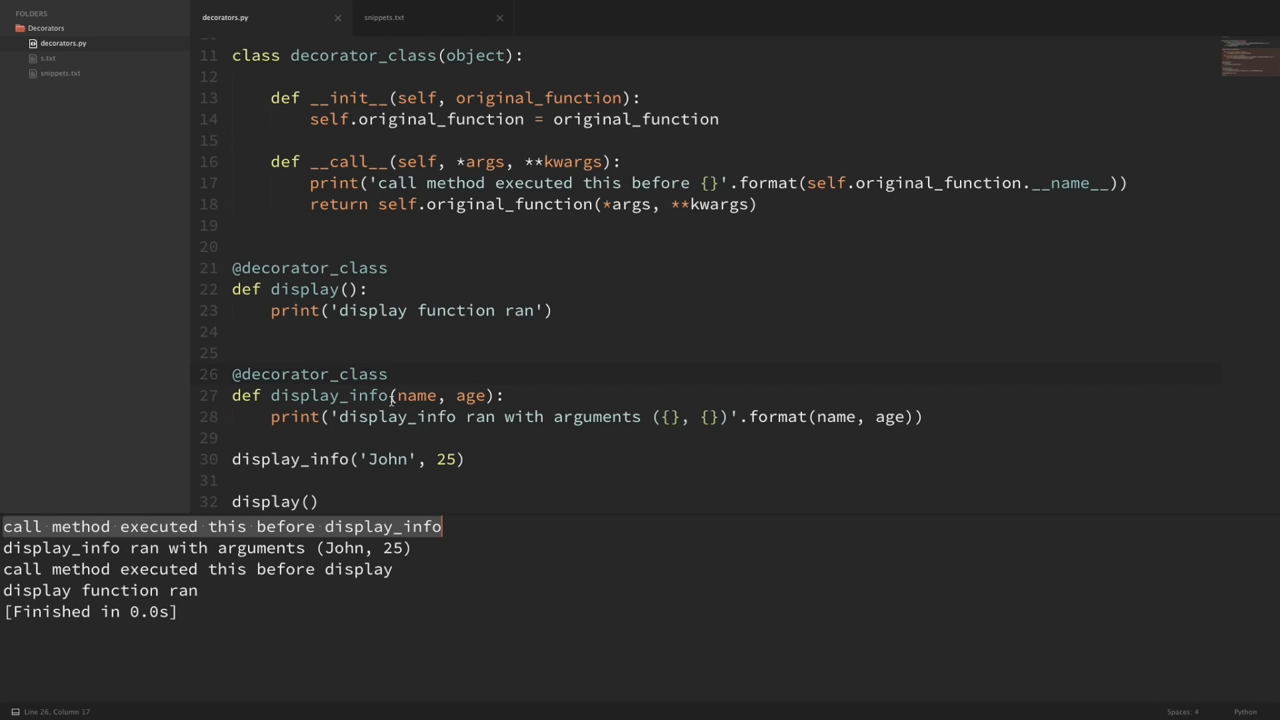 FOLDERS
Decorators
decorators.py
s.txt
snippets.txt
decorators.py
snippets.txt
11 class decorator_class(object):
12
13 def __init__(self, original_function):
14 self.original_function = original_function
15
16 def __call__(self, *args, **kwargs):
17 print('call method executed this before {}'.format(self.original_function.__name__))
18 return self.original_function(*args, **kwargs)
19
20
21 @decorator_class
22 def display():
23 print('display function ran')
24
25
26 @decorator_class
27 def display_info(name, age):
28 print('display_info ran with arguments ({}, {})'.format(name, age))
29
30 display_info('John', 25)
31
32 display()
call method executed this before display_info
display_info ran with arguments (John, 25)
call method executed this before display
display function ran
[Finished in 0.0s]
Line 26, Column 17
Spaces: 4
Python